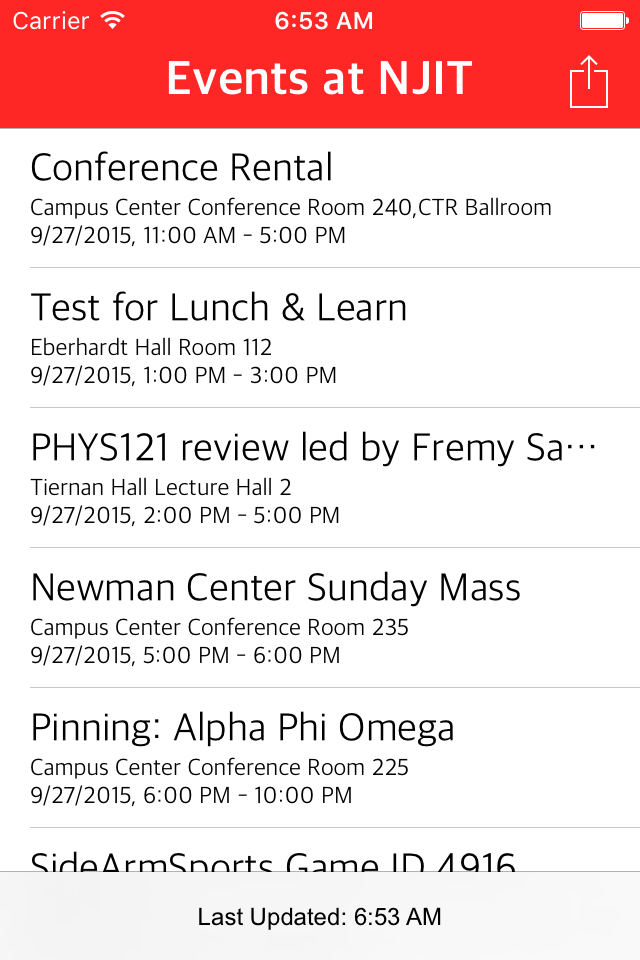 Carrier 6:53 AM
Events at NJIT
Conference Rental
Campus Center Conference Room 240,CTR Ballroom
9/27/2015, 11:00 AM - 5:00 PM
Test for Lunch & Learn
Eberhardt Hall Room 112
9/27/2015, 1:00 PM - 3:00 PM
PHYS121 review led by Fremy Sa···
Tiernan Hall Lecture Hall 2
9/27/2015, 2:00 PM - 5:00 PM
Newman Center Sunday Mass
Campus Center Conference Room 235
9/27/2015, 5:00 PM - 6:00 PM
Pinning: Alpha Phi Omega
Campus Center Conference Room 225
9/27/2015, 6:00 PM - 10:00 PM
SideArmSports Game ID 4916
Last Updated: 6:53 AM